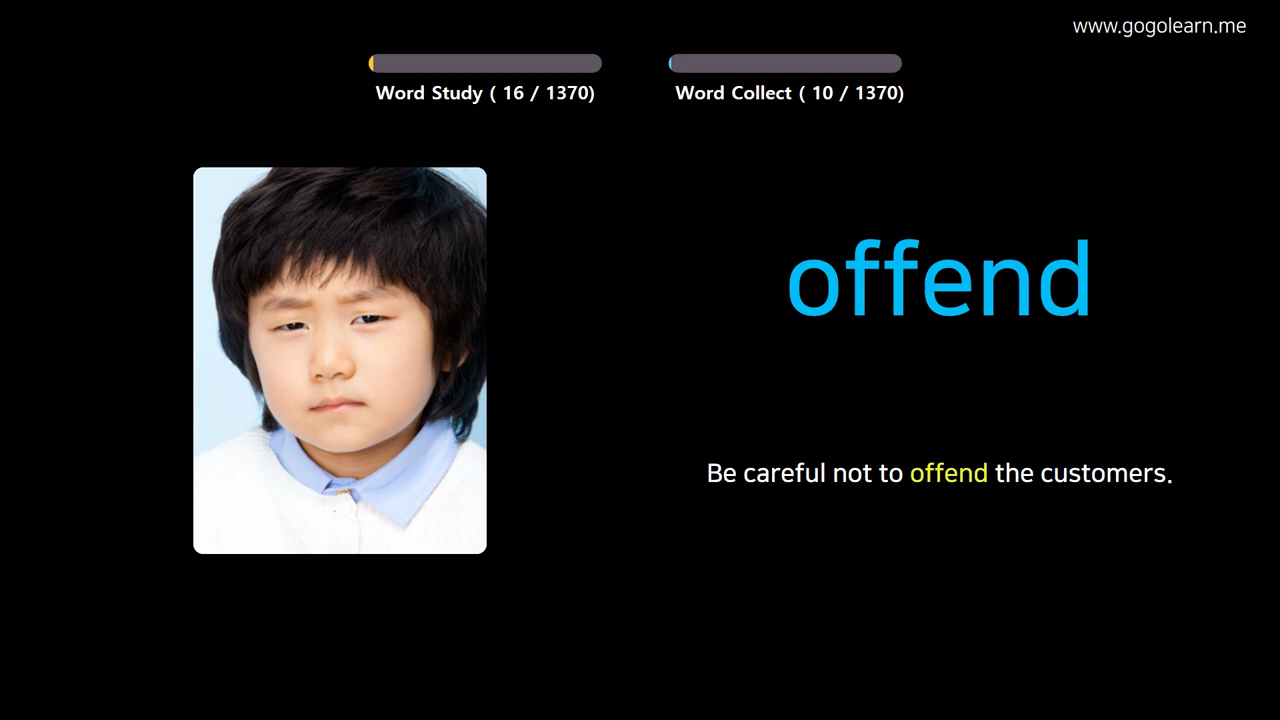 www.gogolearn.me
Word Study ( 16 / 1370)
Word Collect ( 10 / 1370)
offend
Be careful not to offend the customers.